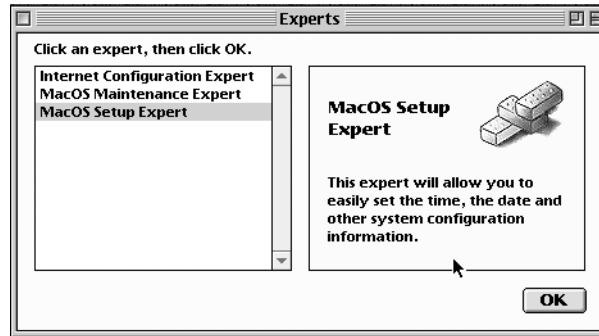 Experts
Click an expert, then click OK.
Internet Configuration Expert
MacOS Maintenance Expert
MacOS Setup Expert
MacOS Setup
Expert
This expert will allow you to
easily set the time, the date and
other system configuration
information.
OK